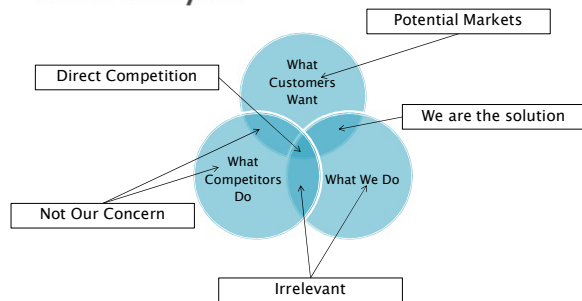 Potential Markets
What
Customers
Want
Direct Competition
We are the solution
What
Competitors
Do
What We Do
Not Our Concern
Irrelevant